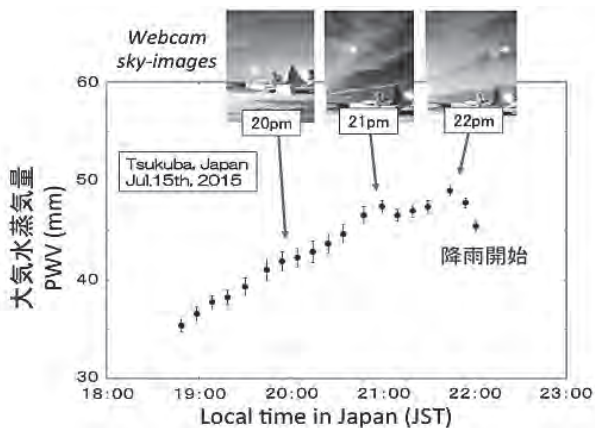 Webcam
sky-images
20pm
21pm
22pm
Tsukuba, Japan
Jul.15th, 2015
降雨開始
大気水蒸気量
PWV (mm)
60
50
40
30
18:00 19:00 20:00 21:00 22:00 23:00
Local time in Japan (JST)